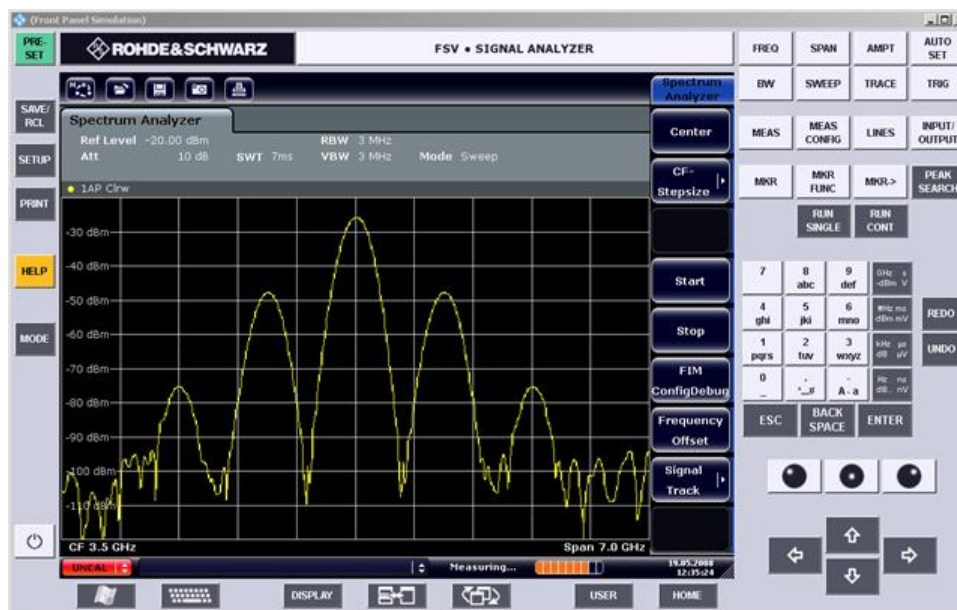 (Front Panel Simulation)
PRE-
SET
ROHDE&SCHWARZ
FSV • SIGNAL ANALYZER
FREQ
SPAN
AMPT
AUTO
SET
BW
SWEEP
TRACE
TRIG
MEAS
MEAS
CONFIG
LINES
INPUT/
OUTPUT
MKR
MKR
FUNC
MKR->
PEAK
SEARCH
RUN
SINGLE
RUN
CONT
SAVE/
RCL
SETUP
PRINT
HELP
MODE
Spectrum
Analyzer
Spectrum Analyzer
Ref Level -20.00 dBm
RBW 3 MHz
Att 10 dB
SWT 7ms
VBW 3 MHz
Mode Sweep
1AP Clrw
-30 dBm
-40 dBm
-50 dBm
-60 dBm
-70 dBm
-80 dBm
-90 dBm
-100 dBm
-110 dBm
CF 3.5 GHz
Span 7.0 GHz
Center
CF-
Stepsize
Start
Stop
FIM
ConfigDebug
Frequency
Offset
Signal
Track
7
8
abc
9
def
GHz s
-dBm V
4
ghi
5
jkl
6
mno
MHz ms
dBm mV
1
pqrs
2
tuv
3
wxyz
kHz µs
dB µV
0
_
.
-
A-a
Hz ns
dB.. nV
REDO
UNDO
ESC
BACK
SPACE
ENTER
UNCAL
Measuring...
19.05.2008
12:35:24
DISPLAY
USER
HOME